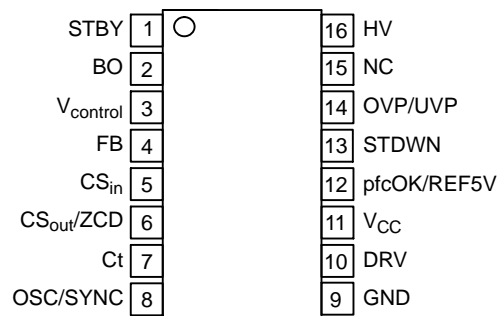 STBY 1 16 HV
BO 2 15 NC
Vcontrol 3 14 OVP/UVP
FB 4 13 STDWN
CSin 5 12 pfcOK/REF5V
CSout/ZCD 6 11 VCC
Ct 7 10 DRV
OSC/SYNC 8 9 GND